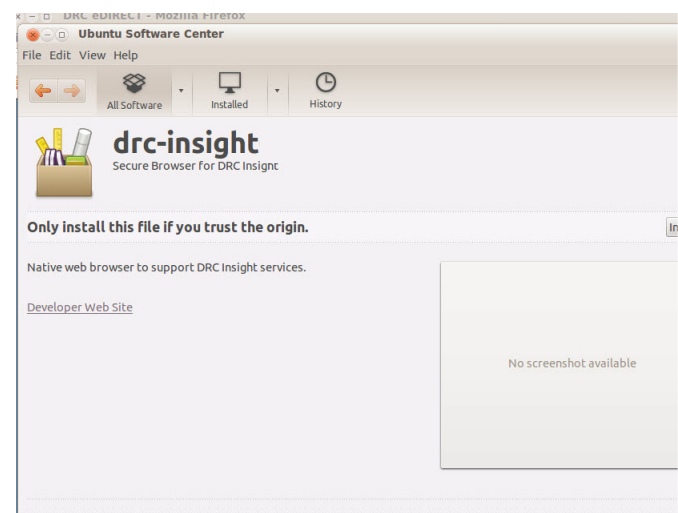 DRC eDIRECT - Mozilla Firefox
Ubuntu Software Center
File Edit View Help
All Software Installed History
drc-insight
Secure Browser for DRC Insight
Only install this file if you trust the origin.
In
Native web browser to support DRC Insight services.
Developer Web Site
No screenshot available